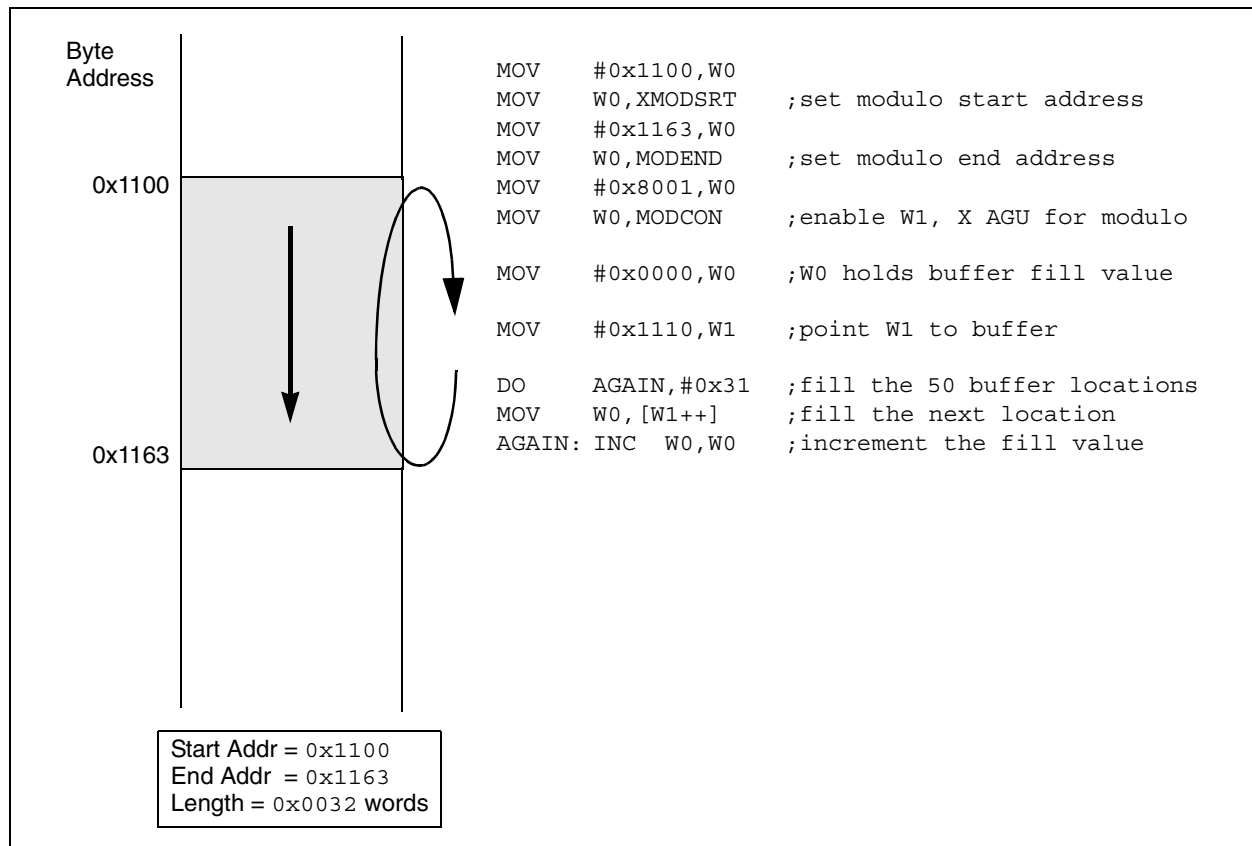 Byte
Address
0x1100
0x1163
MOV #0x1100,W0
MOV W0,XMODSRT ;set modulo start address
MOV #0x1163,W0
MOV W0,MODEND ;set modulo end address
MOV #0x8001,W0
MOV W0,MODCON ;enable W1, X AGU for modulo
MOV #0x0000,W0 ;W0 holds buffer fill value
MOV #0x1110,W1 ;point W1 to buffer
DO AGAIN,#0x31 ;fill the 50 buffer locations
MOV W0,[W1++] ;fill the next location
AGAIN: INC W0,W0 ;increment the fill value
Start Addr = 0x1100
End Addr = 0x1163
Length = 0x0032 words